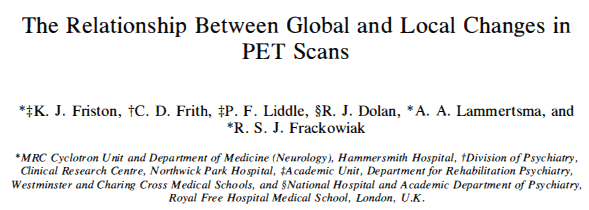 The Relationship Between Global and Local Changes in
PET Scans
*‡K. J. Friston, †C. D. Frith, ‡P. F. Liddle, §R. J. Dolan, *A. A. Lammertsma, and
*R. S. J. Frackowiak
*MRC Cyclotron Unit and Department of Medicine (Neurology), Hammersmith Hospital, †Division of Psychiatry,
Clinical Research Centre, Northwick Park Hospital, ‡Academic Unit, Department for Rehabilitation Psychiatry,
Westminster and Charing Cross Medical Schools, and §National Hospital and Academic Department of Psychiatry,
Royal Free Hospital Medical School, London, U.K.